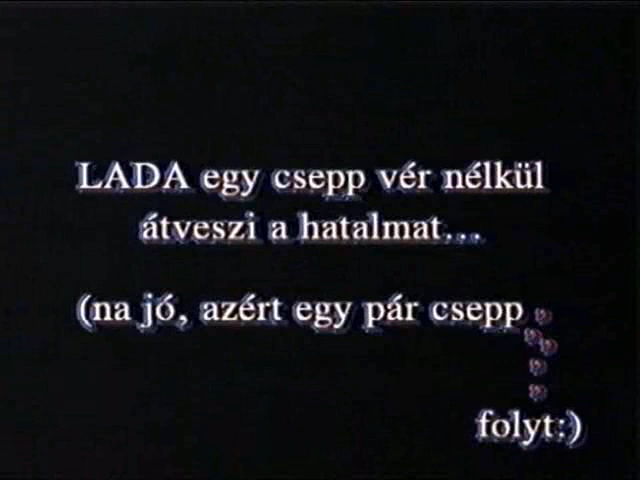 LADA egy csepp vér nélkül
átveszi a hatalmat...
(na jó, azért egy pár csepp
folyt:)